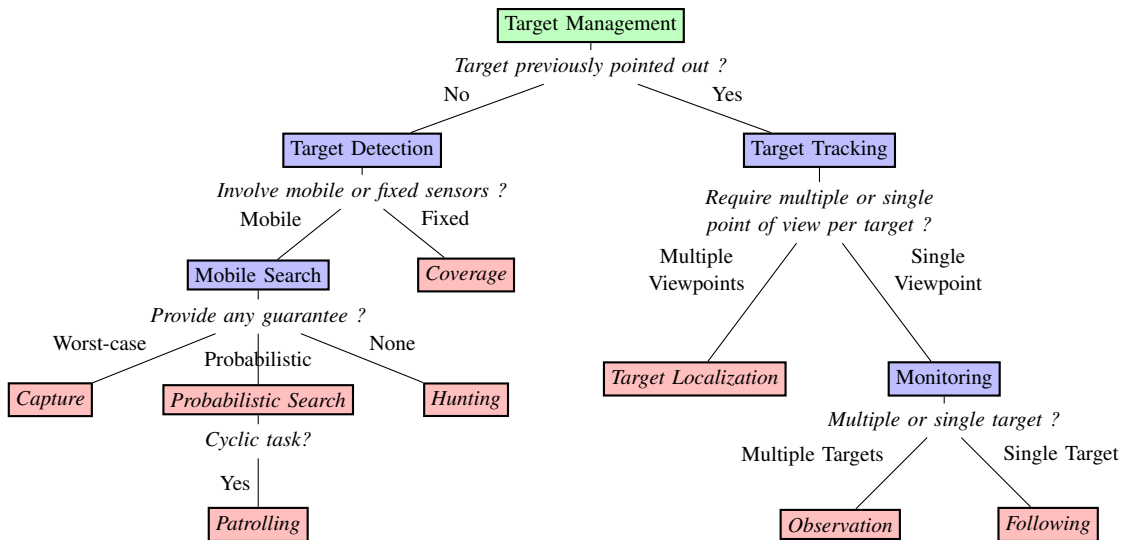 Target Management
Target previously pointed out ?
No
Yes
Target Detection
Target Tracking
Involve mobile or fixed sensors ?
Require multiple or single
point of view per target ?
Mobile
Fixed
Multiple
Viewpoints
Single
Viewpoint
Mobile Search
Coverage
Provide any guarantee ?
Worst-case
Probabilistic
None
Capture
Probabilistic Search
Hunting
Target Localization
Monitoring
Cyclic task?
Multiple or single target ?
Yes
Multiple Targets
Single Target
Patrolling
Observation
Following